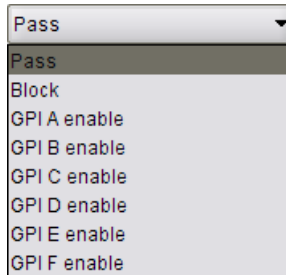 Pass
Pass
Block
GPI A enable
GPI B enable
GPI C enable
GPI D enable
GPI E enable
GPI F enable